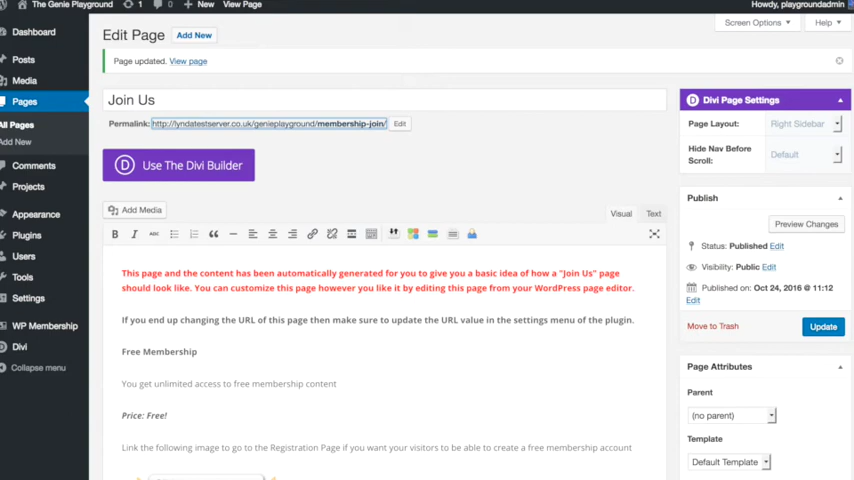 The Genie Playground 1 0 New View Page Howdy, playgroundadmin
Dashboard
Posts
Media
Pages
All Pages
Add New
Comments
Projects
Appearance
Plugins
Users
Tools
Settings
WP Membership
Divi
Collapse menu
Screen Options Help
Edit Page Add New
Page updated. View page
Join Us
Permalink: http://lyndatestserver.co.uk/genieplayground/membership-join/ Edit
D Use The Divi Builder
Add Media
Visual Text
B I ABC
This page and the content has been automatically generated for you to give you a basic idea of how a "Join Us" page
should look like. You can customize this page however you like it by editing this page from your WordPress page editor.
If you end up changing the URL of this page then make sure to update the URL value in the settings menu of the plugin.
Free Membership
You get unlimited access to free membership content
Price: Free!
Link the following image to go to the Registration Page if you want your visitors to be able to create a free membership account
D Divi Page Settings
Page Layout: Right Sidebar
Hide Nav Before Default
Scroll:
Publish
Preview Changes
Status: Published Edit
Visibility: Public Edit
Published on: Oct 24, 2016 @ 11:12
Edit
Move to Trash Update
Page Attributes
Parent
(no parent)
Template
Default Template